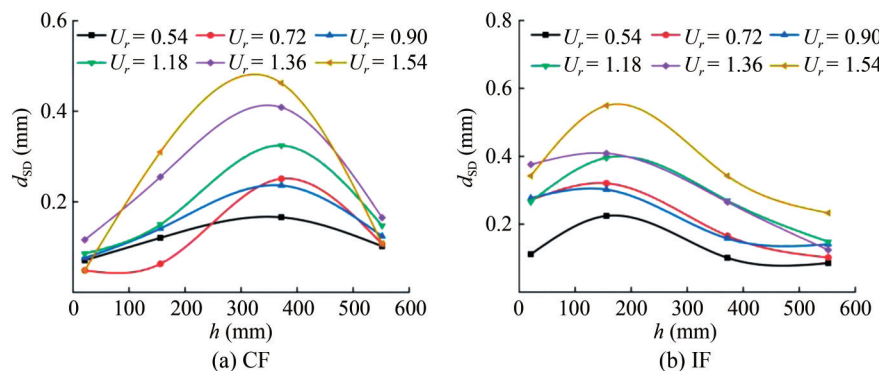 0.6
U_r = 0.54 U_r = 0.72 U_r = 0.90
U_r = 1.18 U_r = 1.36 U_r = 1.54
0.4
0.2
d_SD (mm)
0 100 200 300 400 500 600
h (mm)
(a) CF
0.8
U_r = 0.54 U_r = 0.72 U_r = 0.90
U_r = 1.18 U_r = 1.36 U_r = 1.54
0.6
0.4
0.2
d_SD (mm)
0 100 200 300 400 500 600
h (mm)
(b) IF